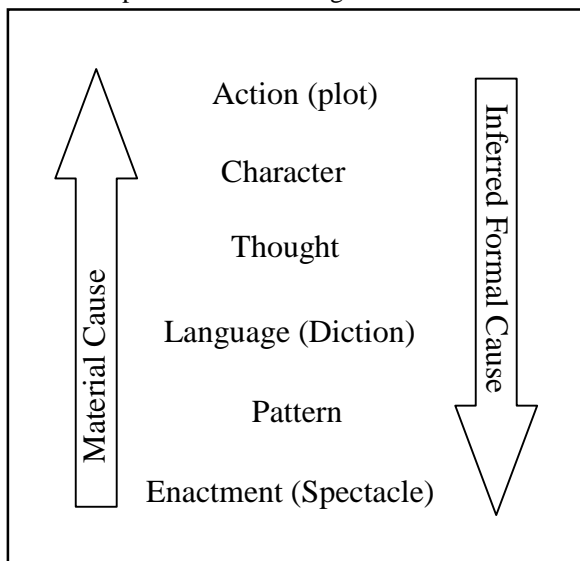 Action (plot)
Character
Thought
Language (Diction)
Pattern
Enactment (Spectacle)
Material Cause
Inferred Formal Cause